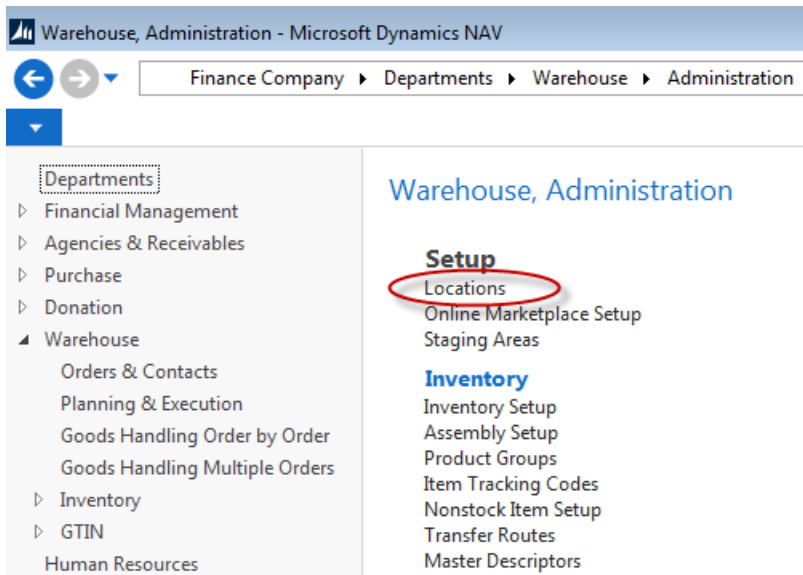 Warehouse, Administration - Microsoft Dynamics NAV
Finance Company Departments Warehouse Administration
Departments
Financial Management
Agencies & Receivables
Purchase
Donation
Warehouse
Orders & Contacts
Planning & Execution
Goods Handling Order by Order
Goods Handling Multiple Orders
Inventory
GTIN
Human Resources
Warehouse, Administration
Setup
Locations
Online Marketplace Setup
Staging Areas
Inventory
Inventory Setup
Assembly Setup
Product Groups
Item Tracking Codes
Nonstock Item Setup
Transfer Routes
Master Descriptors